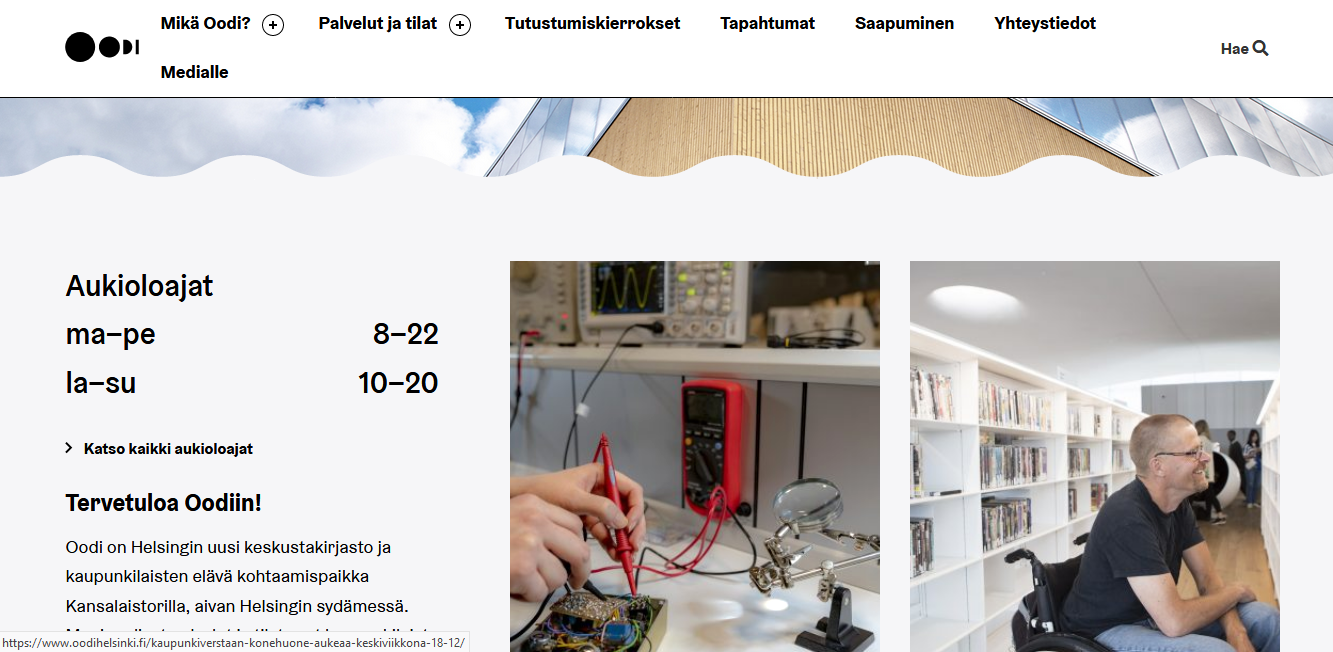 OODI
Mikä Oodi?
Palvelut ja tilat
Tutustumiskierrokset
Tapahtumat
Saapuminen
Yhteystiedot
Medialle
Hae
Aukioloajat
ma–pe 8–22
la–su 10–20
Katso kaikki aukioloajat
Tervetuloa Oodiin!
Oodi on Helsingin uusi keskustakirjasto ja
kaupunkilaisten elävä kohtaamispaikka
Kansalaistorilla, aivan Helsingin sydämessä.
https://www.oodihelsinki.fi/kaupunkiverstaan-konehuone-aukeaa-keskiviikkona-18-12/